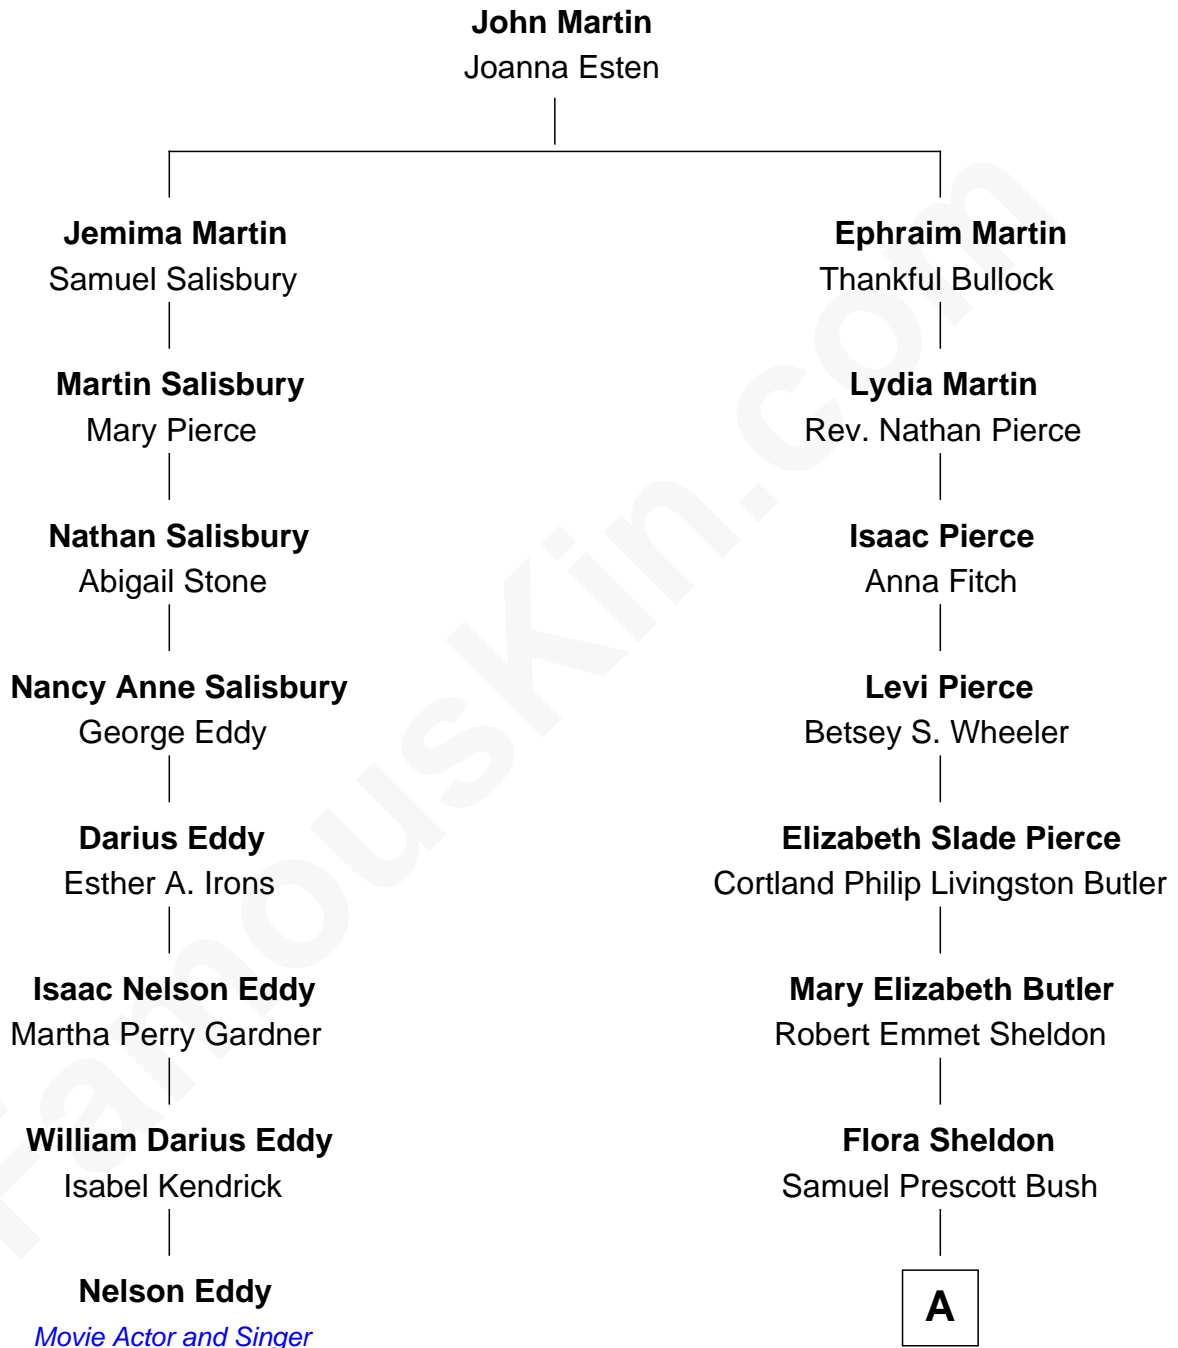 John Martin
Joanna Esten
Jemima Martin
Samuel Salisbury
Ephraim Martin
Thankful Bullock
Martin Salisbury
Mary Pierce
Lydia Martin
Rev. Nathan Pierce
Nathan Salisbury
Abigail Stone
Isaac Pierce
Anna Fitch
Nancy Anne Salisbury
George Eddy
Levi Pierce
Betsey S. Wheeler
Darius Eddy
Esther A. Irons
Elizabeth Slade Pierce
Cortland Philip Livingston Butler
Isaac Nelson Eddy
Martha Perry Gardner
Mary Elizabeth Butler
Robert Emmet Sheldon
William Darius Eddy
Isabel Kendrick
Flora Sheldon
Samuel Prescott Bush
Nelson Eddy
Movie Actor and Singer
A
FamousKin.com